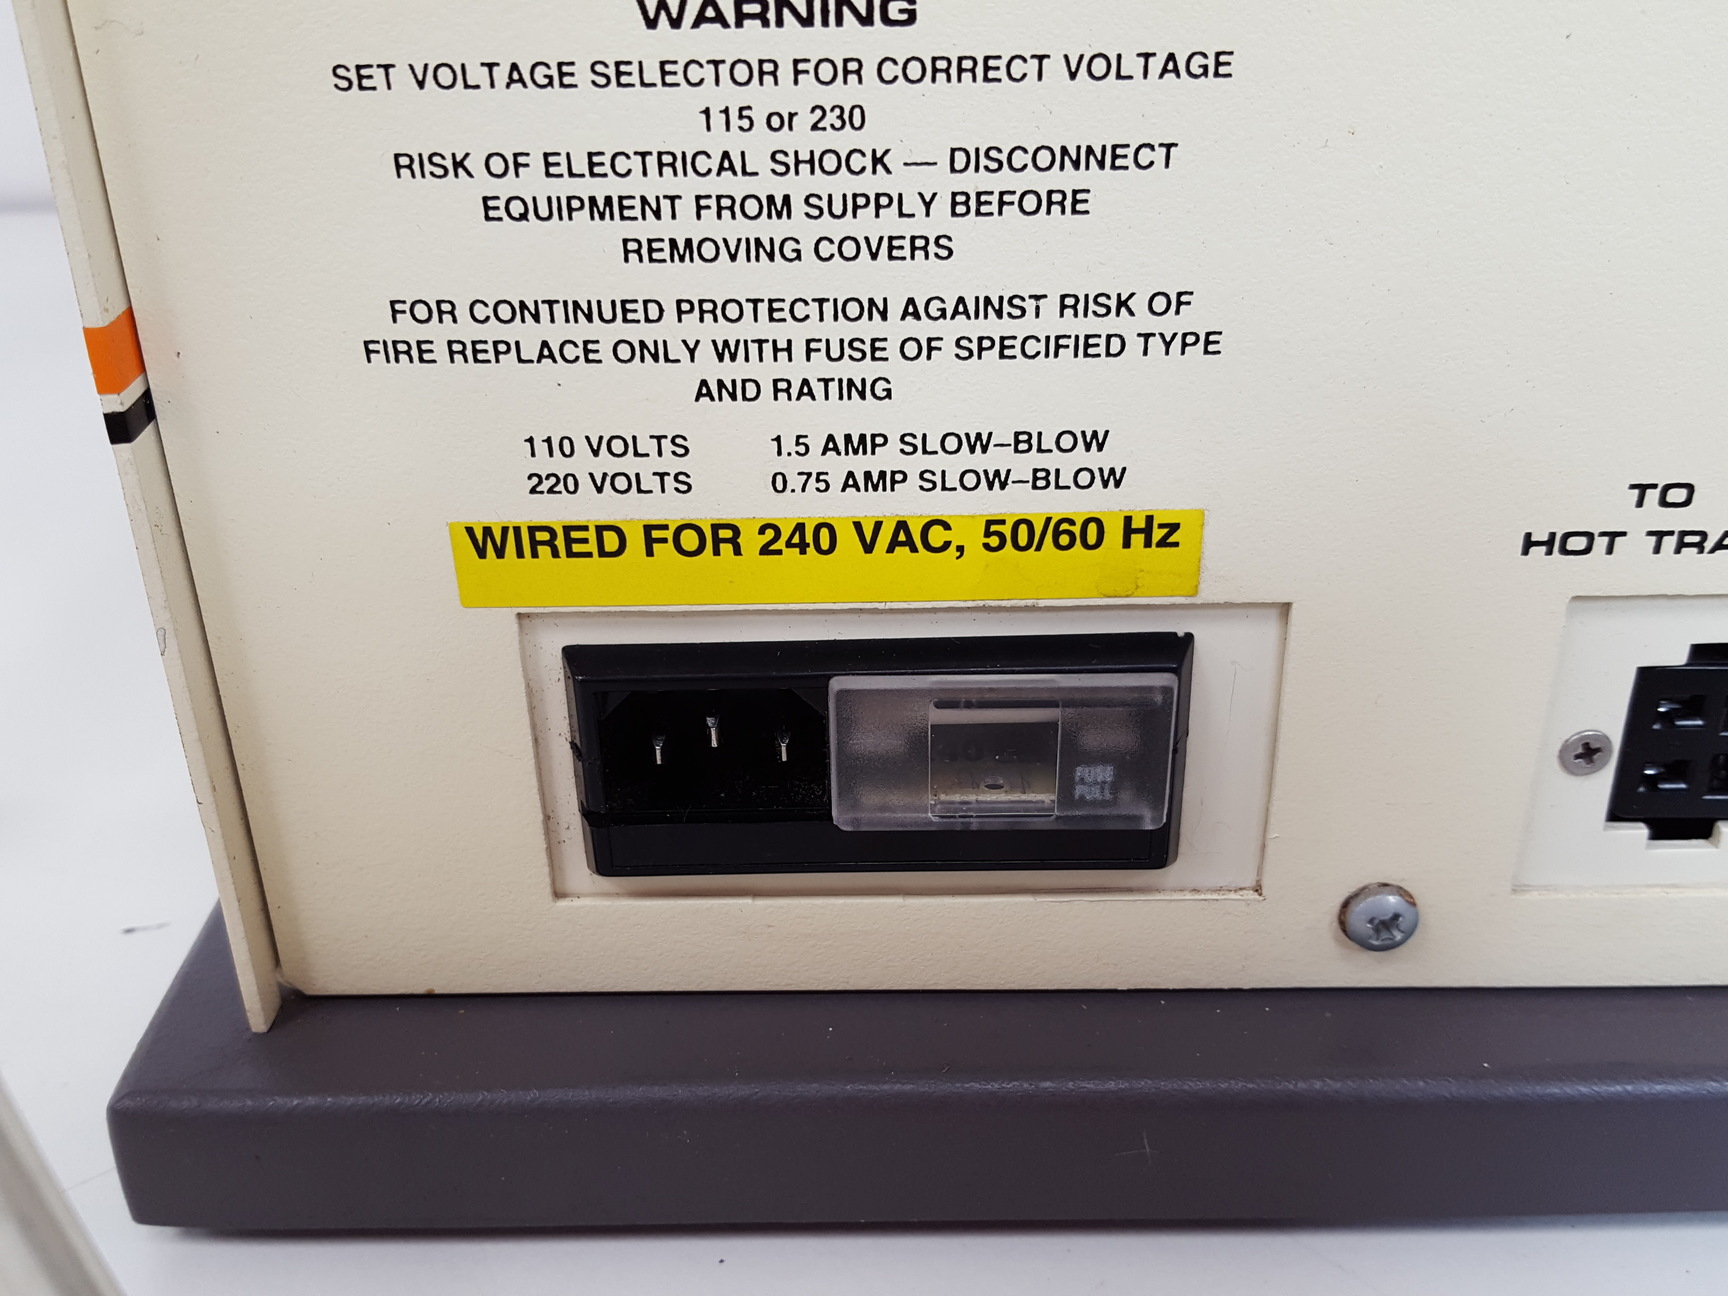 WARNING
SET VOLTAGE SELECTOR FOR CORRECT VOLTAGE
115 or 230
RISK OF ELECTRICAL SHOCK — DISCONNECT
EQUIPMENT FROM SUPPLY BEFORE
REMOVING COVERS
FOR CONTINUED PROTECTION AGAINST RISK OF
FIRE REPLACE ONLY WITH FUSE OF SPECIFIED TYPE
AND RATING
110 VOLTS 1.5 AMP SLOW–BLOW
220 VOLTS 0.75 AMP SLOW–BLOW
WIRED FOR 240 VAC, 50/60 Hz
FUSE
PULL
TO
HOT TRA